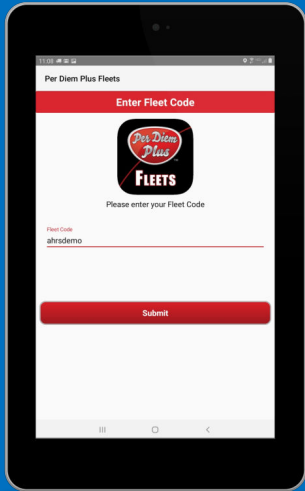 11:09
Per Diem Plus Fleets
Enter Fleet Code
Per Diem
Plus
FLEETS
Please enter your Fleet Code
Fleet Code
ahrsdemo
Submit